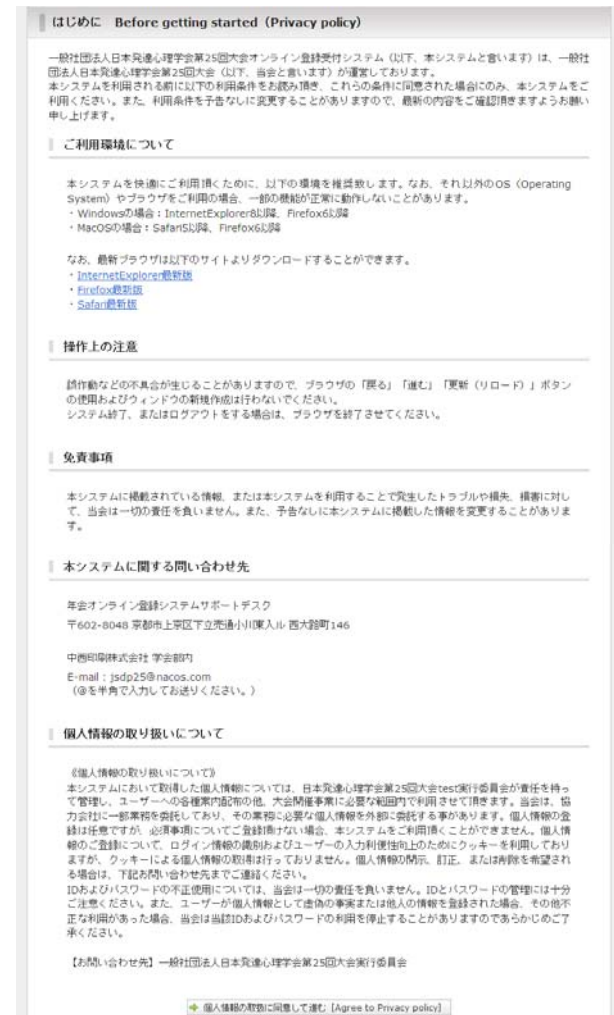 はじめに　Before getting started（Privacy policy）
一般社団法人日本発達心理学会第25回大会オンライン登録受付システム（以下、本システムと言います）は、一般社
団法人日本発達心理学会第25回大会（以下、当会と言います）が運営しております。
本システムを利用される前に以下の利用条件をお読み頂き、これらの条件に同意された場合にのみ、本システムをご
利用ください。また、利用条件を予告なしに変更することがありますので、最新の内容をご確認頂きますようお願い
申し上げます。
ご利用環境について
本システムを快適にご利用頂くために、以下の環境を推奨致します。なお、それ以外のOS（Operating
System）やブラウザをご利用の場合、一部の機能が正常に動作しないことがあります。
・Windowsの場合：InternetExplorer8以降、Firefox6以降
・MacOSの場合：Safari5以降、Firefox6以降
なお、最新ブラウザは以下のサイトよりダウンロードすることができます。
・InternetExplorer最新版
・Firefox最新版
・Safari最新版
操作上の注意
誤作動などの不具合が生じることがありますので、ブラウザの「戻る」「進む」「更新（リロード）」ボタン
の使用およびウィンドウの新規作成は行わないでください。
システム終了、またはログアウトをする場合は、ブラウザを終了させてください。
免責事項
本システムに掲載されている情報、または本システムを利用することで発生したトラブルや損失、損害に対し
て、当会は一切の責任を負いません。また、予告なしに本システムに掲載した情報を変更することがありま
す。
本システムに関する問い合わせ先
年会オンライン登録システムサポートデスク
〒602-8048 京都市上京区下立売通小川東入ル 西大路町146
中西印刷株式会社 学会部内
E-mail：jsdp25@nacos.com
（@を半角で入力してお送りください。）
個人情報の取り扱いについて
《個人情報の取り扱いについて》
本システムにおいて取得した個人情報については、日本発達心理学会第25回大会test実行委員会が責任を持っ
て管理し、ユーザーへの各種案内配布の他、大会開催事業に必要な範囲内で利用させて頂きます。当会は、協
力会社に一部業務を委託しており、その業務に必要な個人情報を外部に委託する事があります。個人情報の登
録は任意ですが、必須事項についてご登録頂けない場合、本システムをご利用頂くことができません。個人情
報のご登録について、ログイン情報の識別およびユーザーの入力利便性向上のためにクッキーを利用しており
ますが、クッキーによる個人情報の取得は行っておりません。個人情報の開示、訂正、または削除を希望され
る場合は、下記お問い合わせ先までご連絡ください。
IDおよびパスワードの不正使用については、当会は一切の責任を負いません。IDとパスワードの管理には十分
ご注意ください。また、ユーザーが個人情報として虚偽の事実または他人の情報を登録された場合、その他不
正な利用があった場合、当会は当該IDおよびパスワードの利用を停止することがありますのであらかじめご了
承ください。
【お問い合わせ先】一般社団法人日本発達心理学会第25回大会実行委員会
個人情報の取扱に同意して進む [Agree to Privacy policy]